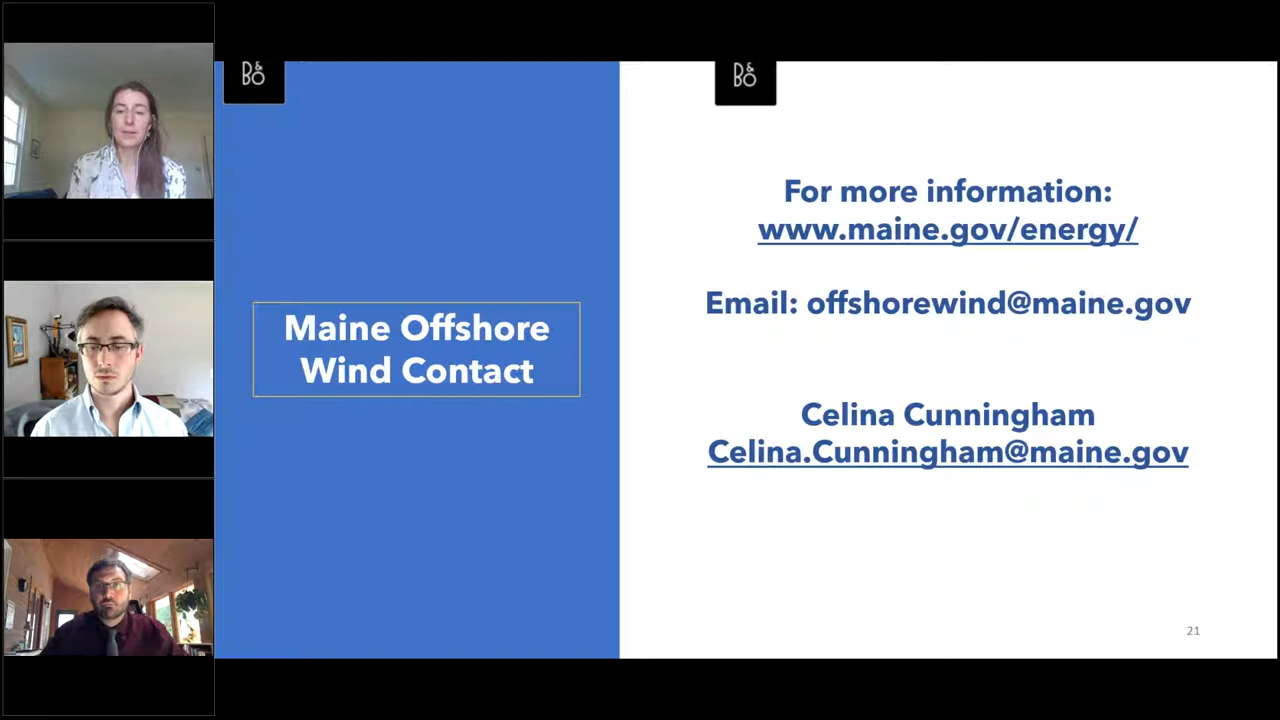 B&O
B&O
Maine Offshore
Wind Contact
For more information:
www.maine.gov/energy/
Email: offshorewind@maine.gov
Celina Cunningham
Celina.Cunningham@maine.gov
21